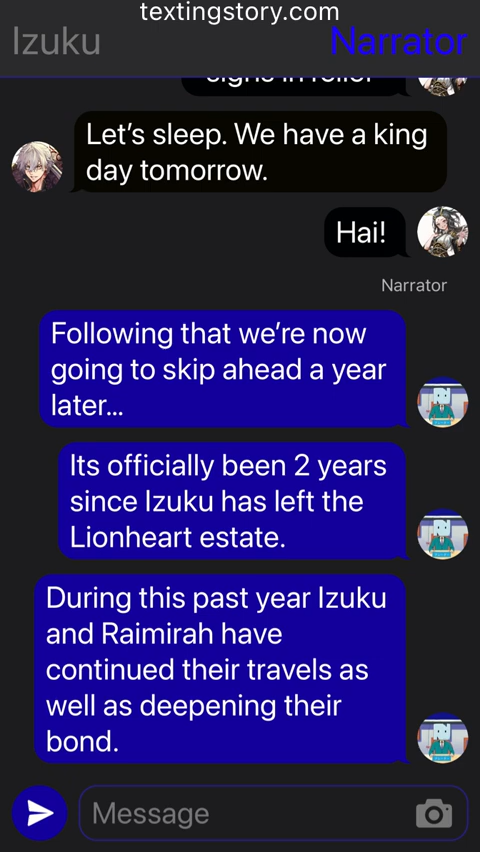 textingstory.com
Izuku
Narrator
Let's sleep. We have a king
day tomorrow.
Hai!
Narrator
Following that we're now
going to skip ahead a year
later...
Its officially been 2 years
since Izuku has left the
Lionheart estate.
During this past year Izuku
and Raimirah have
continued their travels as
well as deepening their
bond.
Message